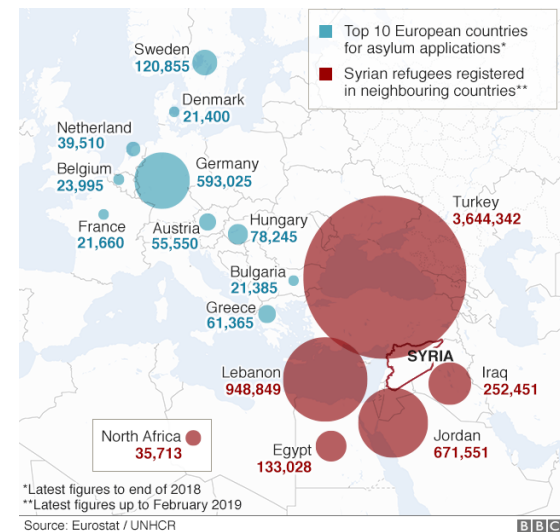 Top 10 European countries
for asylum applications*
Syrian refugees registered
in neighbouring countries**
Sweden
120,855
Denmark
21,400
Netherland
39,510
Belgium
23,995
Germany
593,025
France
21,660
Austria
55,550
Hungary
78,245
Bulgaria
21,385
Greece
61,365
Turkey
3,644,342
SYRIA
Lebanon
948,849
Iraq
252,451
Jordan
671,551
Egypt
133,028
North Africa
35,713
*Latest figures to end of 2018
**Latest figures up to February 2019
Source: Eurostat / UNHCR
BBC